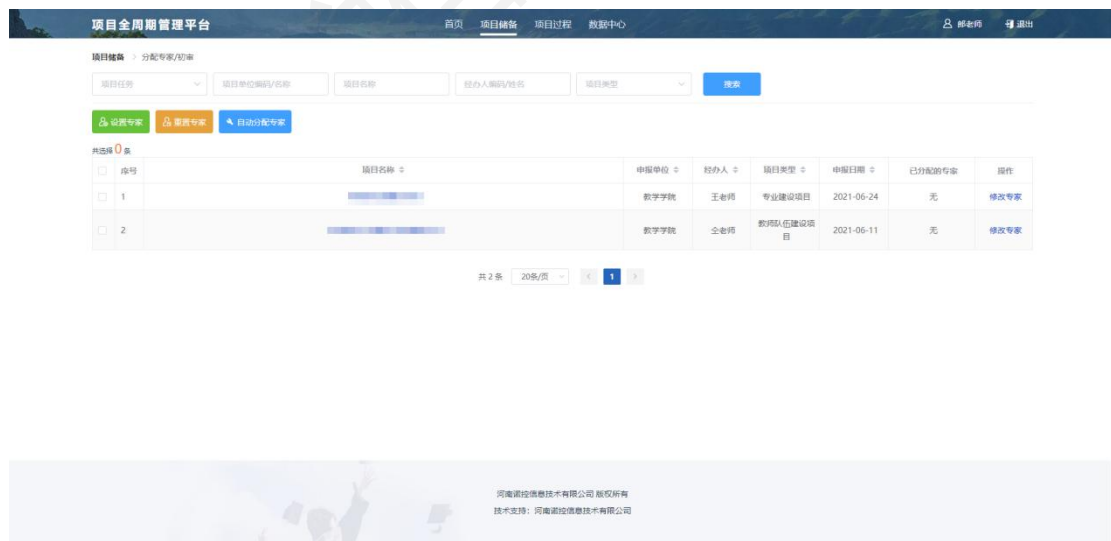 项目全周期管理平台 首页 项目储备 项目过程 数据中心 郎老师 退出
项目储备 > 分配专家/初审
项目任务 项目单位编码/名称 项目名称 经办人编码/姓名 项目类型 搜索
设置专家 重置专家 自动分配专家
共选择 0 条
序号 项目名称 申报单位 经办人 项目类型 申报日期 已分配的专家 操作
1 教学学院 王老师 专业建设项目 2021-06-24 无 修改专家
2 教学学院 仝老师 教师队伍建设项目 2021-06-11 无 修改专家
共 2 条 20条/页 < 1 >
河南诺控信息技术有限公司 版权所有
技术支持：河南诺控信息技术有限公司